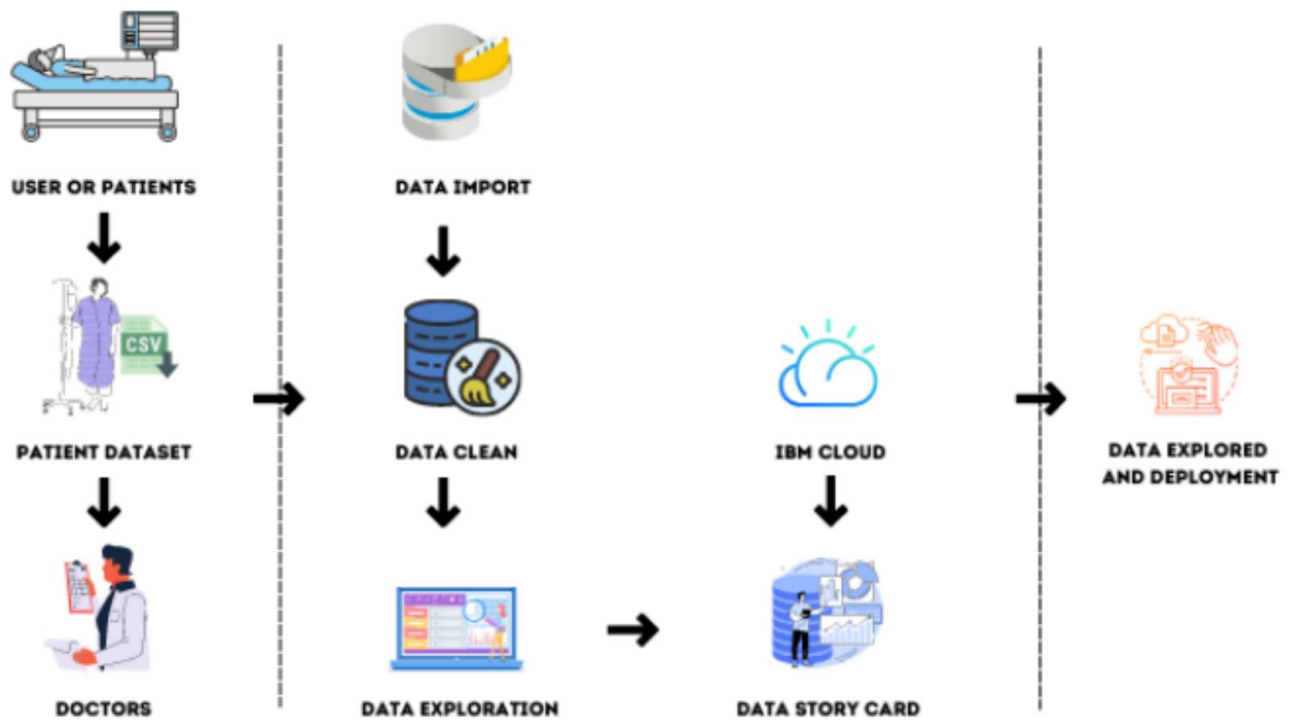 USER OR PATIENTS
DATA IMPORT
CSV
PATIENT DATASET
DATA CLEAN
IBM CLOUD
DATA EXPLORED
AND DEPLOYMENT
DOCTORS
DATA EXPLORATION
DATA STORY CARD